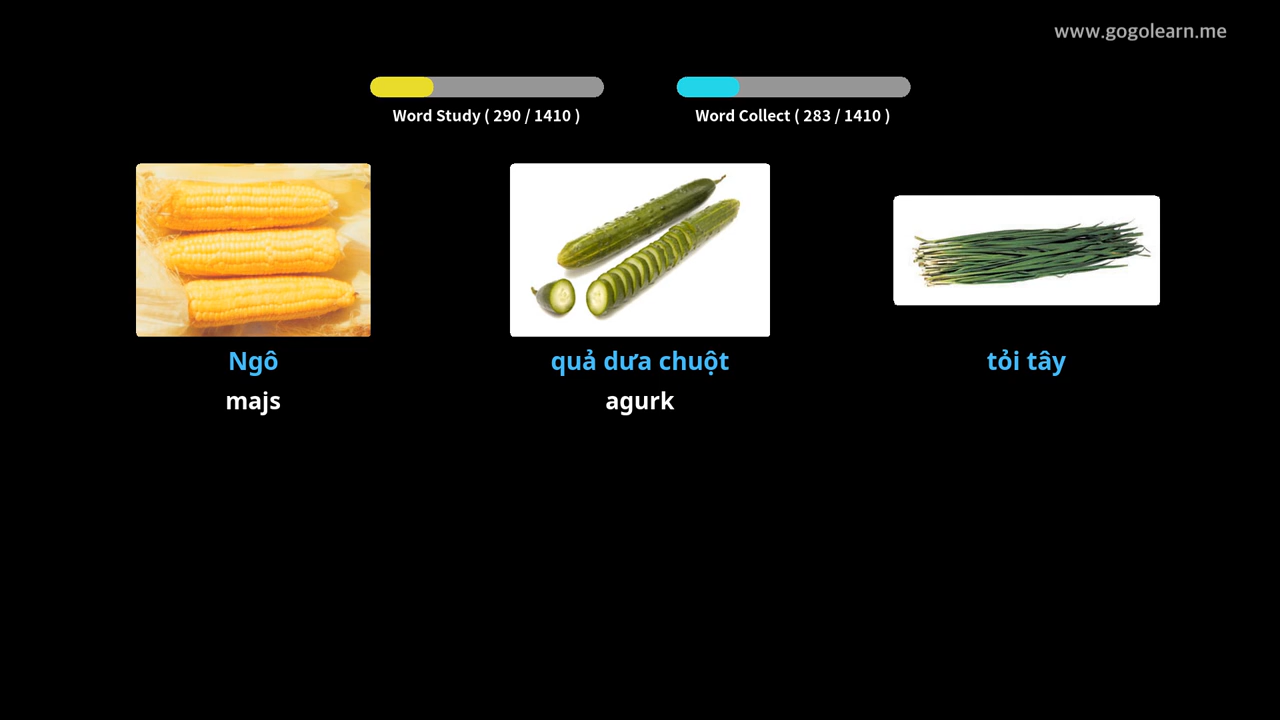 www.gogolearn.me
Word Study ( 290 / 1410 )
Word Collect ( 283 / 1410 )
Ngô
quả dưa chuột
tỏi tây
majs
agurk